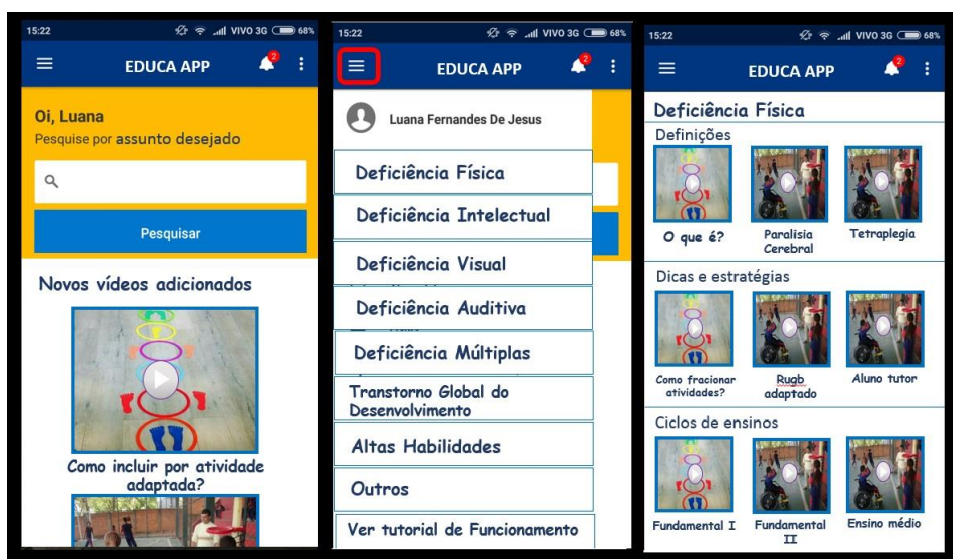 15:22 VIVO 3G 68%
EDUCA APP 2
Oi, Luana
Pesquise por assunto desejado
Pesquisar
Novos vídeos adicionados
Como incluir por atividade
adaptada?
15:22 VIVO 3G 68%
EDUCA APP 2
Luana Fernandes De Jesus
Deficiência Física
Deficiência Intelectual
Deficiência Visual
Deficiência Auditiva
Deficiência Múltiplas
Transtorno Global do
Desenvolvimento
Altas Habilidades
Outros
Ver tutorial de Funcionamento
15:22 VIVO 3G 68%
EDUCA APP 2
Deficiência Física
Definições
O que é? Paralisia Tetraplegia
Cerebral
Dicas e estratégias
Como fracionar Rugb Aluno tutor
atividades? adaptado
Ciclos de ensinos
Fundamental I Fundamental Ensino médio
II